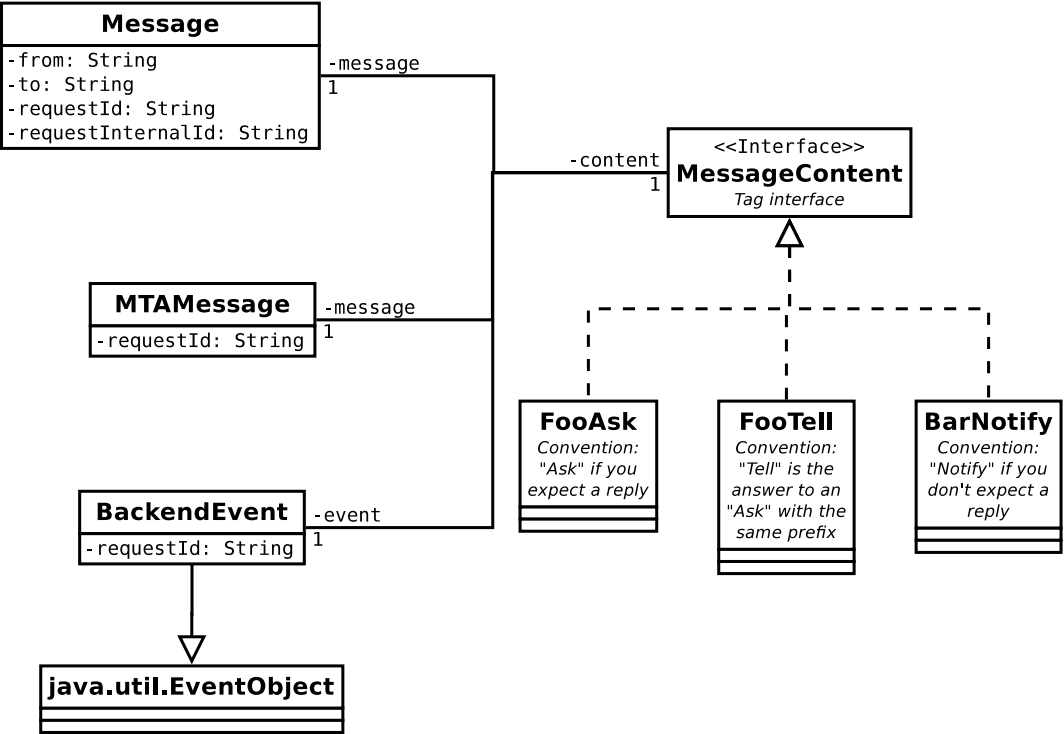 Message
-from: String
-to: String
-requestId: String
-requestInternalId: String
-message
1
-content
1
<<Interface>>
MessageContent
Tag interface
MTAMessage
-requestId: String
-message
1
FooAsk
Convention:
"Ask" if you
expect a reply
FooTell
Convention:
"Tell" is the
answer to an
"Ask" with the
same prefix
BarNotify
Convention:
"Notify" if you
don't expect a
reply
BackendEvent
-requestId: String
-event
1
java.util.EventObject